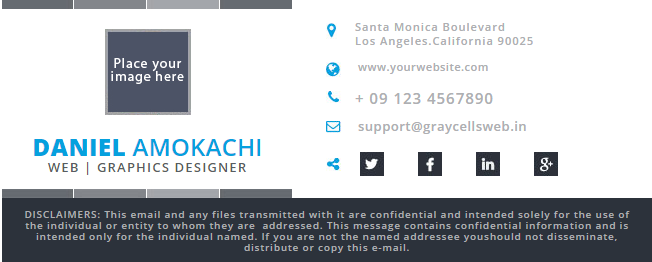 Place your
image here
DANIEL AMOKACHI
WEB | GRAPHICS DESIGNER
Santa Monica Boulevard
Los Angeles.California 90025
www.yourwebsite.com
+ 09 123 4567890
support@graycellsweb.in
DISCLAIMERS: This email and any files transmitted with it are confidential and intended solely for the use of
the individual or entity to whom they are addressed. This message contains confidential information and is
intended only for the individual named. If you are not the named addressee youshould not disseminate,
distribute or copy this e-mail.